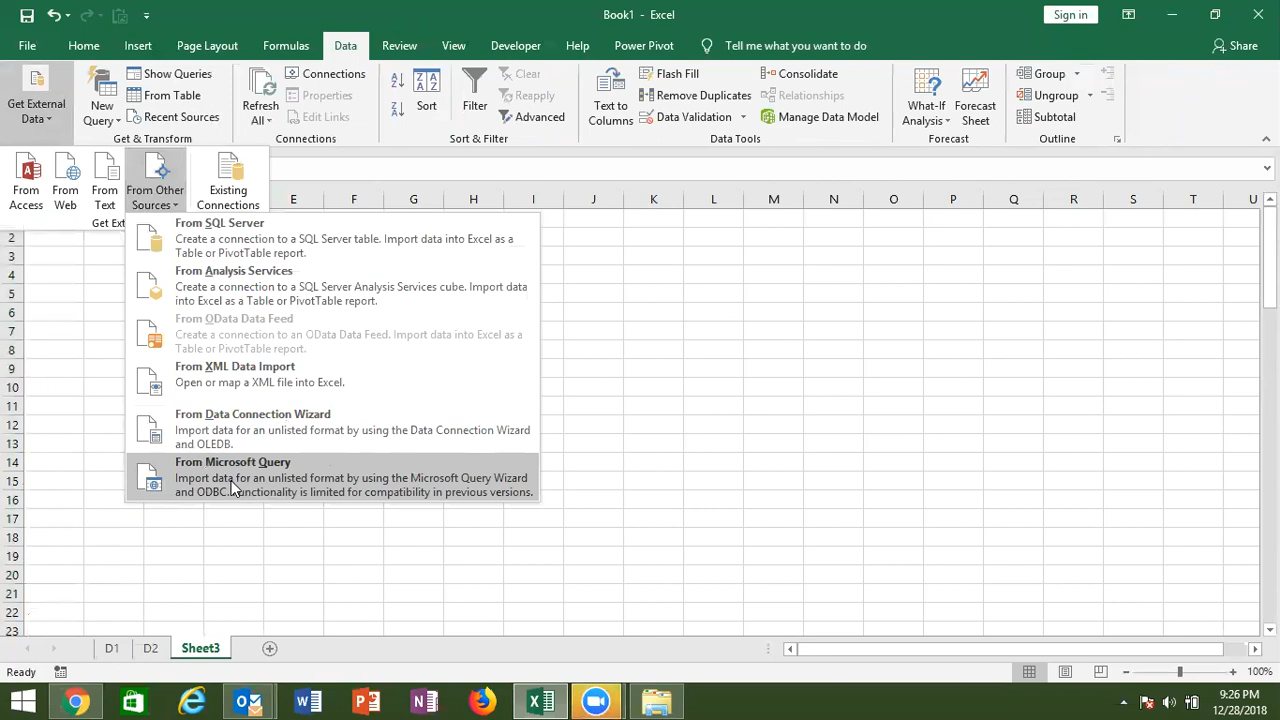 Book1 - Excel
Sign in
File
Home
Insert
Page Layout
Formulas
Data
Review
View
Developer
Help
Power Pivot
Tell me what you want to do
Share
Get External
Data
New
Query
Show Queries
From Table
Recent Sources
Get & Transform
Refresh
All
Connections
Properties
Edit Links
Connections
Sort
Filter
Clear
Reapply
Advanced
Sort & Filter
Text to
Columns
Flash Fill
Remove Duplicates
Data Validation
Consolidate
Relationships
Manage Data Model
Data Tools
What-If
Analysis
Forecast
Sheet
Forecast
Group
Ungroup
Subtotal
Outline
From
Access
From
Web
From
Text
From Other
Sources
Existing
Connections
Get Ex
E F G H I J K L M N O P Q R S T U
From SQL Server
Create a connection to a SQL Server table. Import data into Excel as a
Table or PivotTable report.
From Analysis Services
Create a connection to a SQL Server Analysis Services cube. Import data
into Excel as a Table or PivotTable report.
From OData Data Feed
Create a connection to an OData Data Feed. Import data into Excel as a
Table or PivotTable report.
From XML Data Import
Open or map a XML file into Excel.
From Data Connection Wizard
Import data for an unlisted format by using the Data Connection Wizard
and OLEDB.
From Microsoft Query
Import data for an unlisted format by using the Microsoft Query Wizard
and ODBC. Functionality is limited for compatibility in previous versions.
2
3
4
5
6
7
8
9
10
11
12
13
14
15
16
17
18
19
20
21
22
23
D1
D2
Sheet3
Ready
100%
9:26 PM
12/28/2018